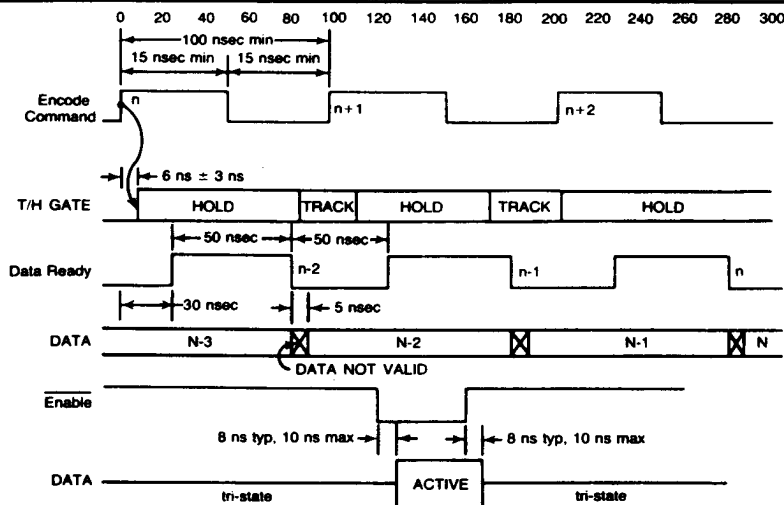 0 20 40 60 80 100 120 140 160 180 200 220 240 260 280 300
100 nsec min
15 nsec min 15 nsec min
Encode Command
n n+1 n+2
6 ns ± 3 ns
T/H GATE HOLD TRACK HOLD TRACK HOLD
50 nsec 50 nsec
Data Ready n-2 n-1 n
30 nsec 5 nsec
DATA N-3 N-2 N-1 N
DATA NOT VALID
Enable
8 ns typ, 10 ns max 8 ns typ, 10 ns max
DATA ACTIVE
tri-state tri-state